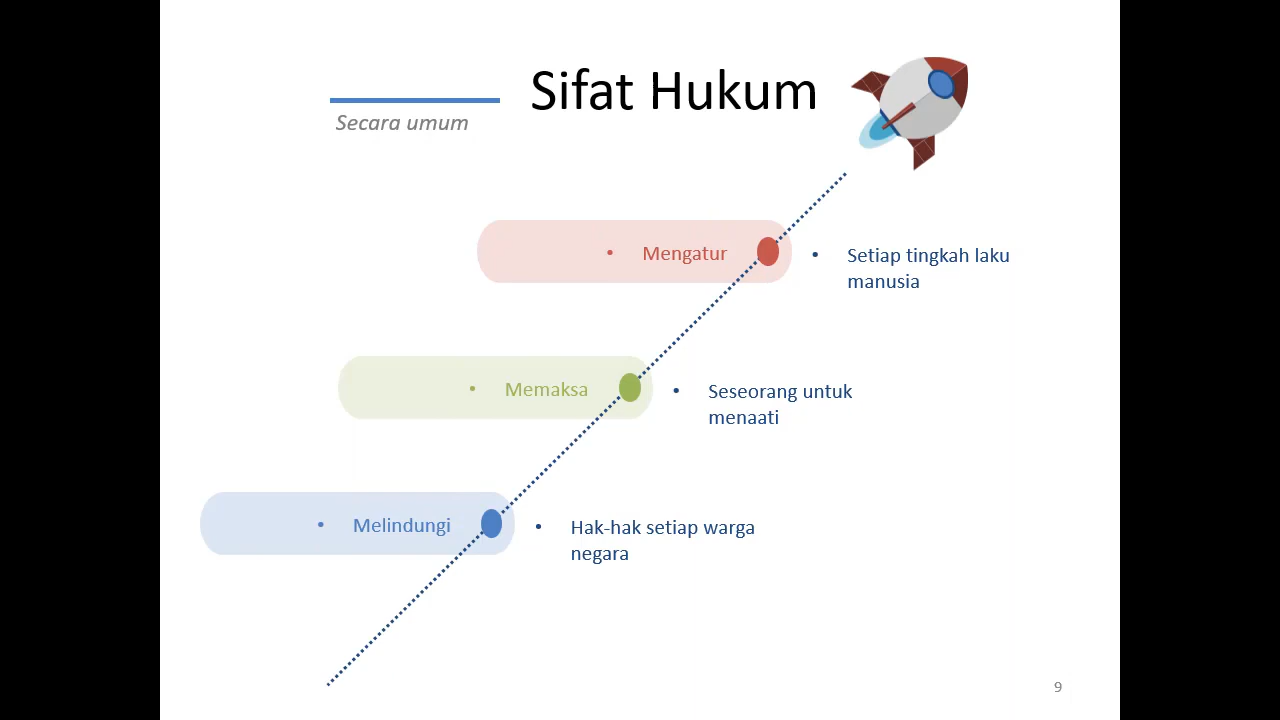 Sifat Hukum
Secara umum
• Mengatur
• Setiap tingkah laku
manusia
• Memaksa
• Seseorang untuk
menaati
• Melindungi
• Hak-hak setiap warga
negara
9